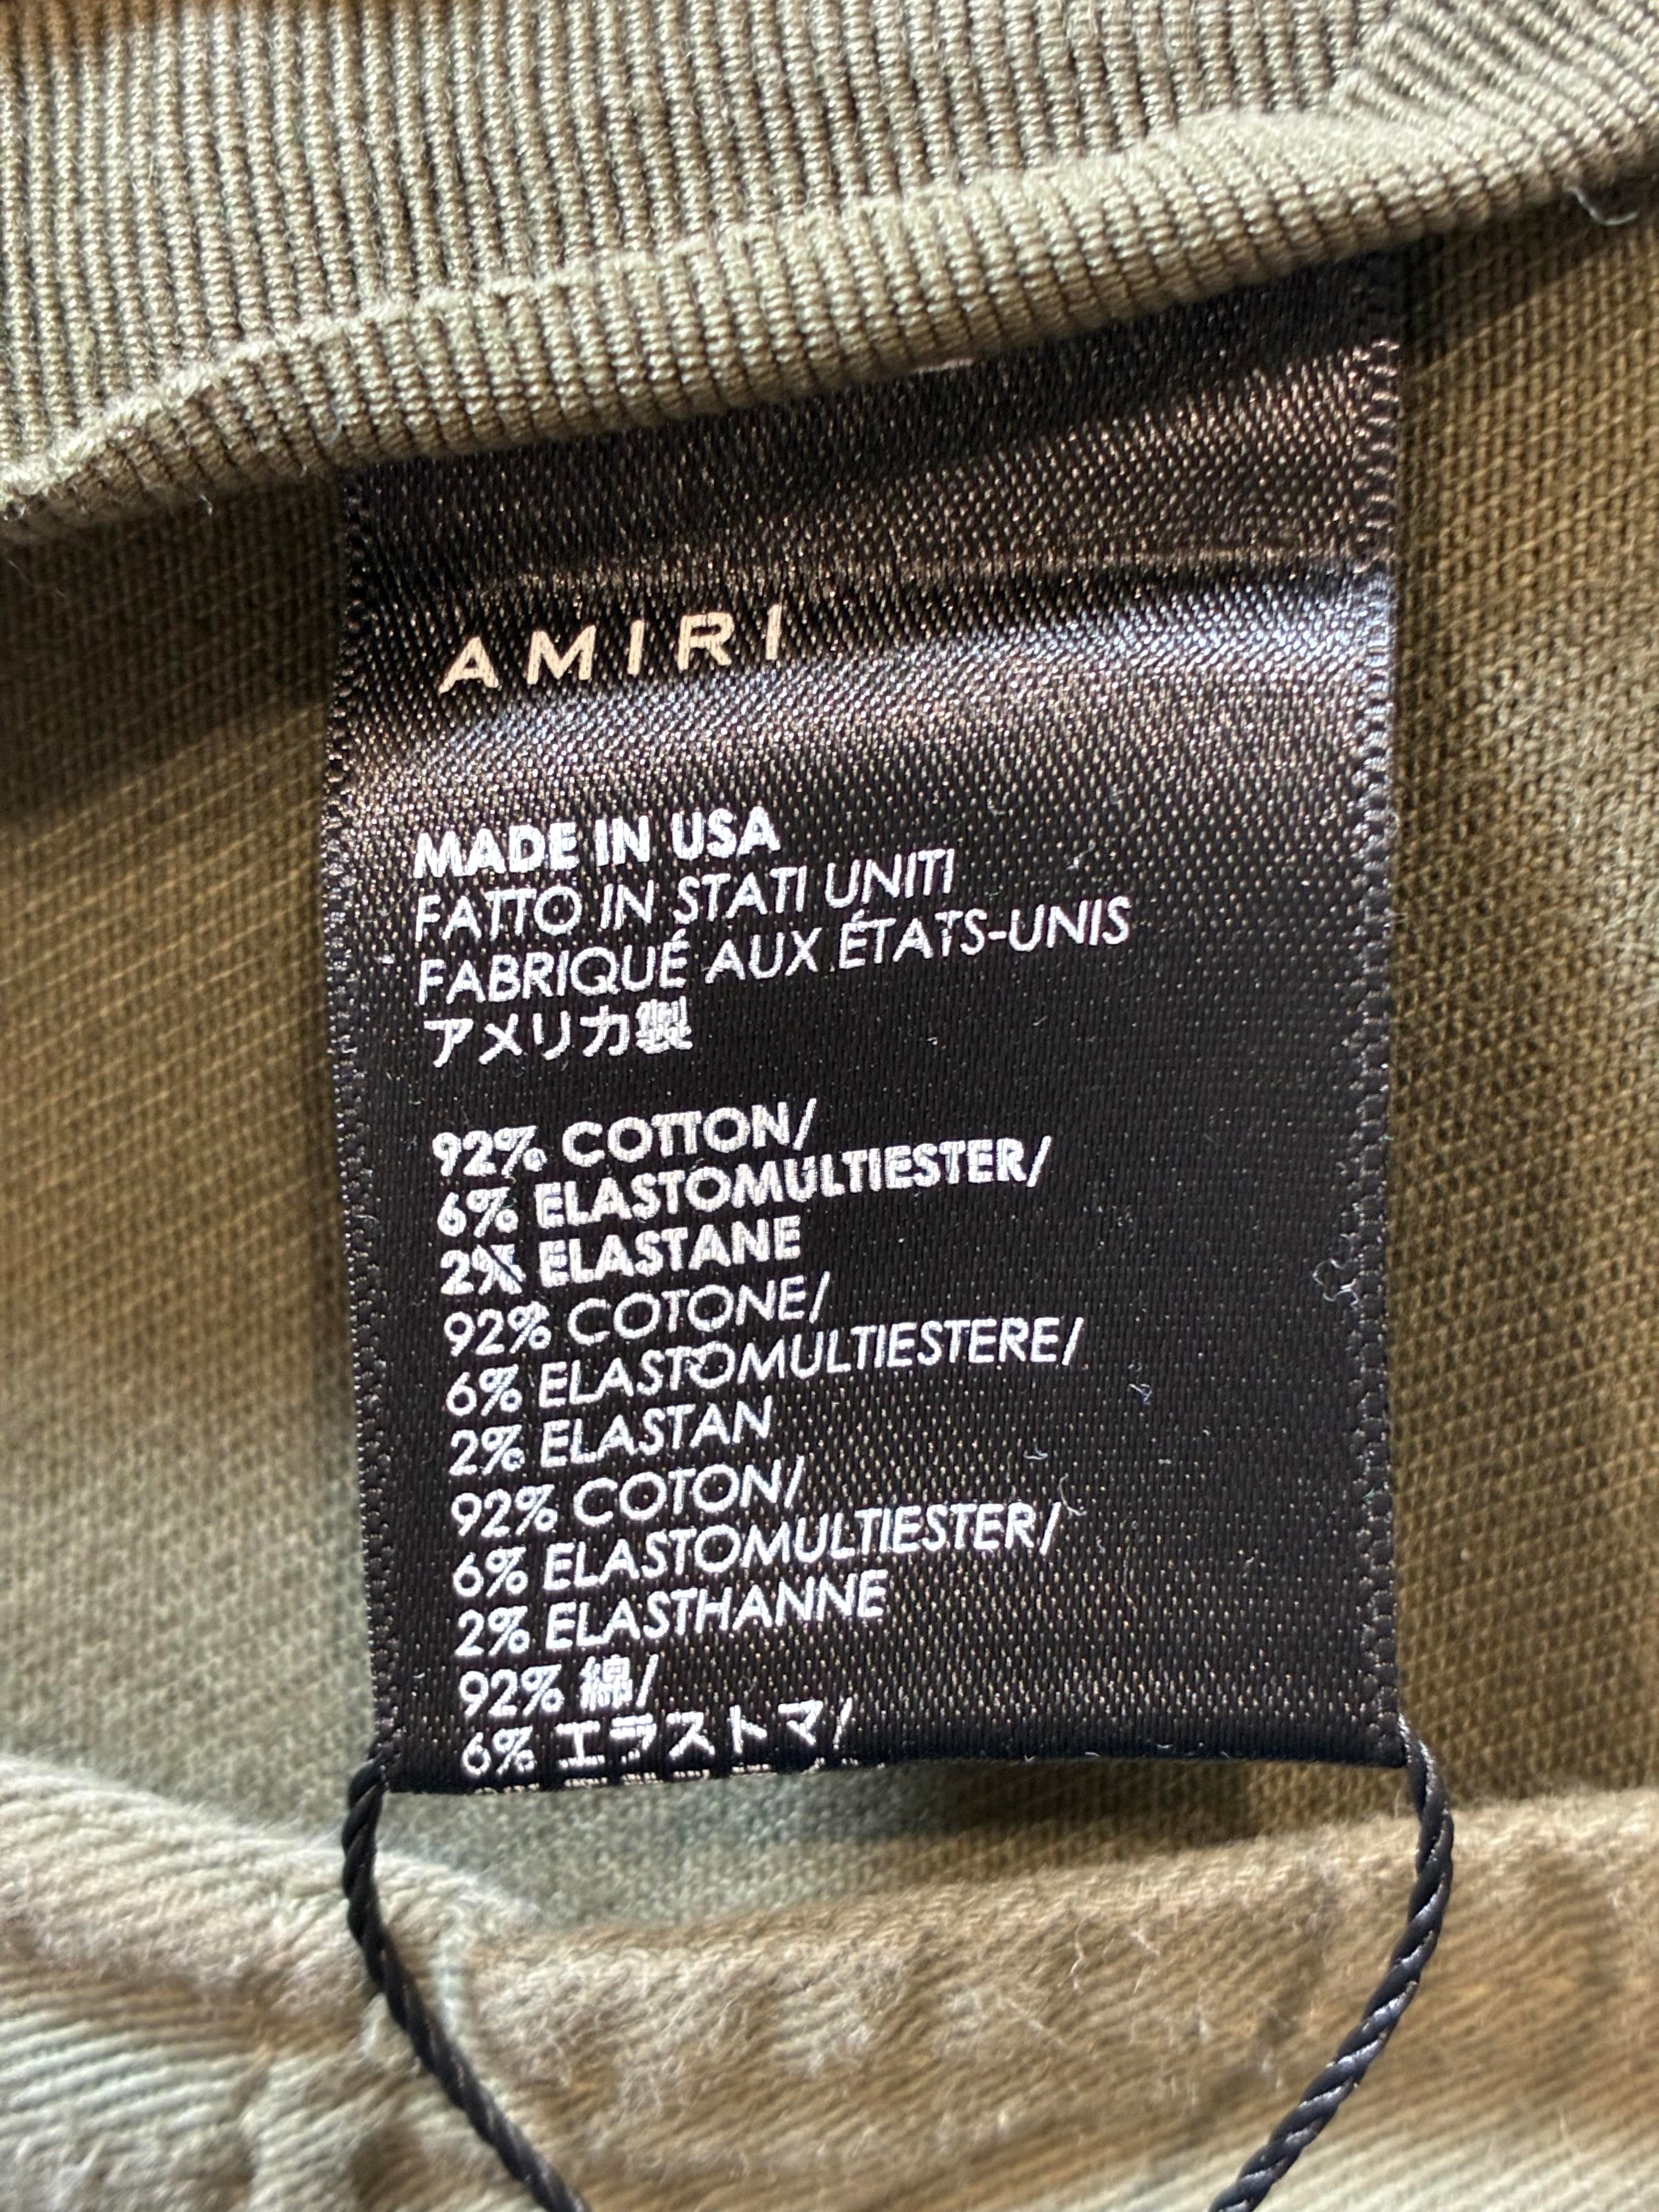 AMIRI
MADE IN USA
FATTO IN STATI UNITI
FABRIQUÉ AUX ÉTATS-UNIS
アメリカ製
92% COTTON/
6% ELASTOMULTIESTER/
2% ELASTANE
92% COTONE/
6% ELASTOMULTIESTERE/
2% ELASTAN
92% COTON/
6% ELASTOMULTIESTER/
2% ELASTHANNE
92% 綿/
6% エラストマ/